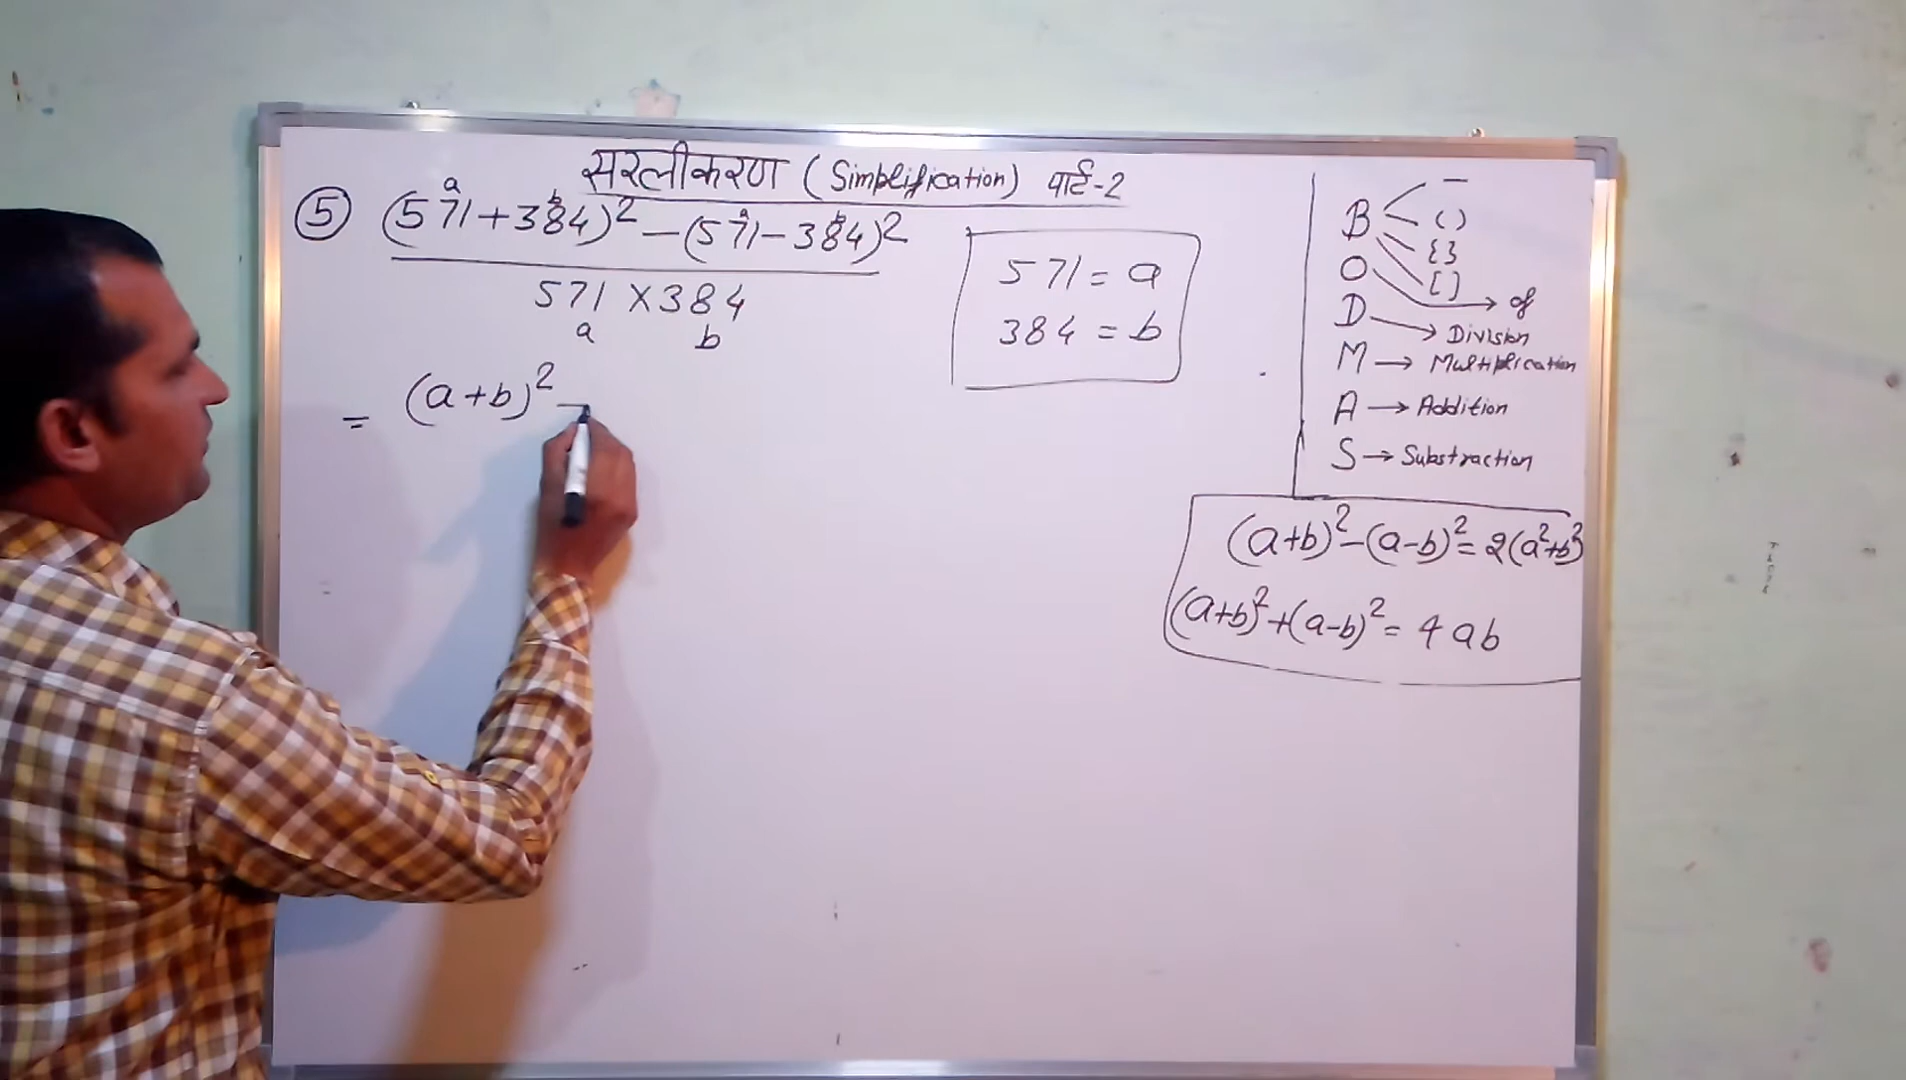 सरलीकरण (Simplification) पार्ट-2
⑤ (571+384)² - (571-384)²
a b a b
571 × 384
a b
= (a+b)² -
571 = a
384 = b
B — ( ) { } [ ]
O → of
D → Division
M → Multiplication
A → Addition
S → Substraction
(a+b)² - (a-b)² = 2(a²+b²)
(a+b)² + (a-b)² = 4ab